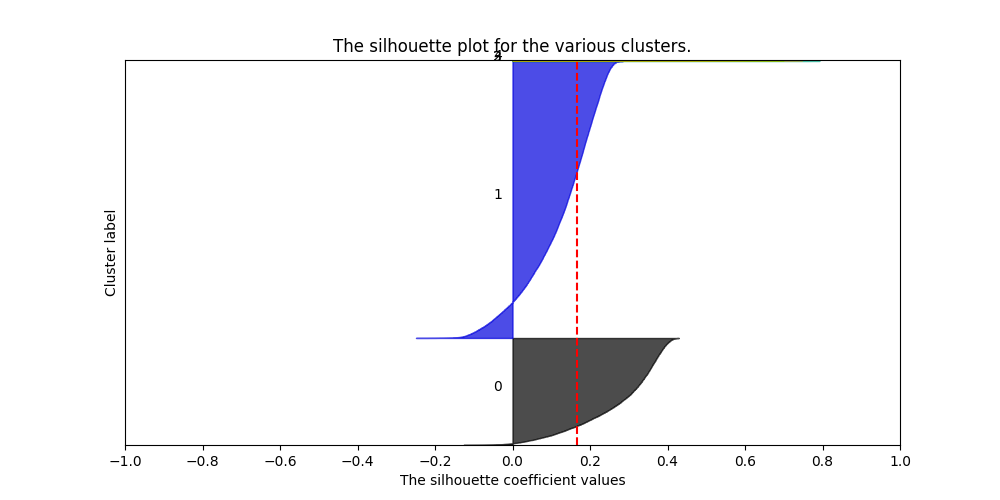 The silhouette plot for the various clusters.
1
0
Cluster label
−1.0 −0.8 −0.6 −0.4 −0.2 0.0 0.2 0.4 0.6 0.8 1.0
The silhouette coefficient values